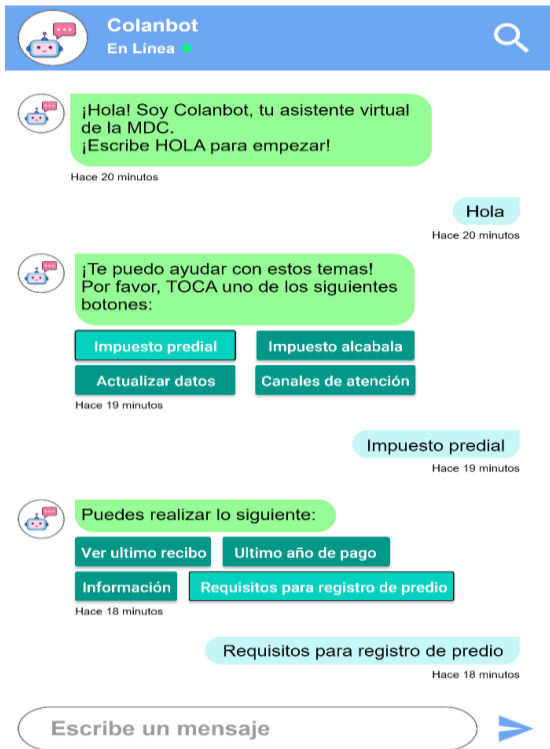 Colanbot
En Línea
¡Hola! Soy Colanbot, tu asistente virtual
de la MDC.
¡Escribe HOLA para empezar!
Hace 20 minutos
Hola
Hace 20 minutos
¡Te puedo ayudar con estos temas!
Por favor, TOCA uno de los siguientes
botones:
Impuesto predial
Impuesto alcabala
Actualizar datos
Canales de atención
Hace 19 minutos
Impuesto predial
Hace 19 minutos
Puedes realizar lo siguiente:
Ver ultimo recibo
Ultimo año de pago
Información
Requisitos para registro de predio
Hace 18 minutos
Requisitos para registro de predio
Hace 18 minutos
Escribe un mensaje